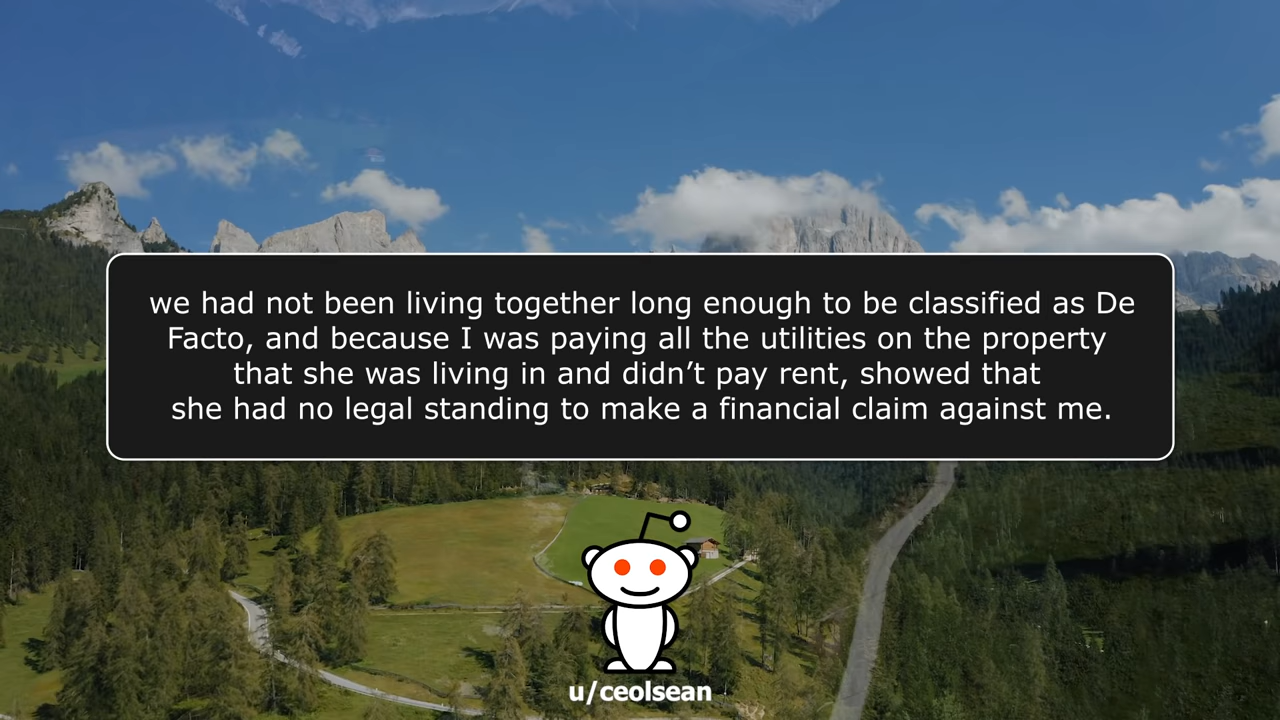 we had not been living together long enough to be classified as De
Facto, and because I was paying all the utilities on the property
that she was living in and didn’t pay rent, showed that
she had no legal standing to make a financial claim against me.
u/ceolsean